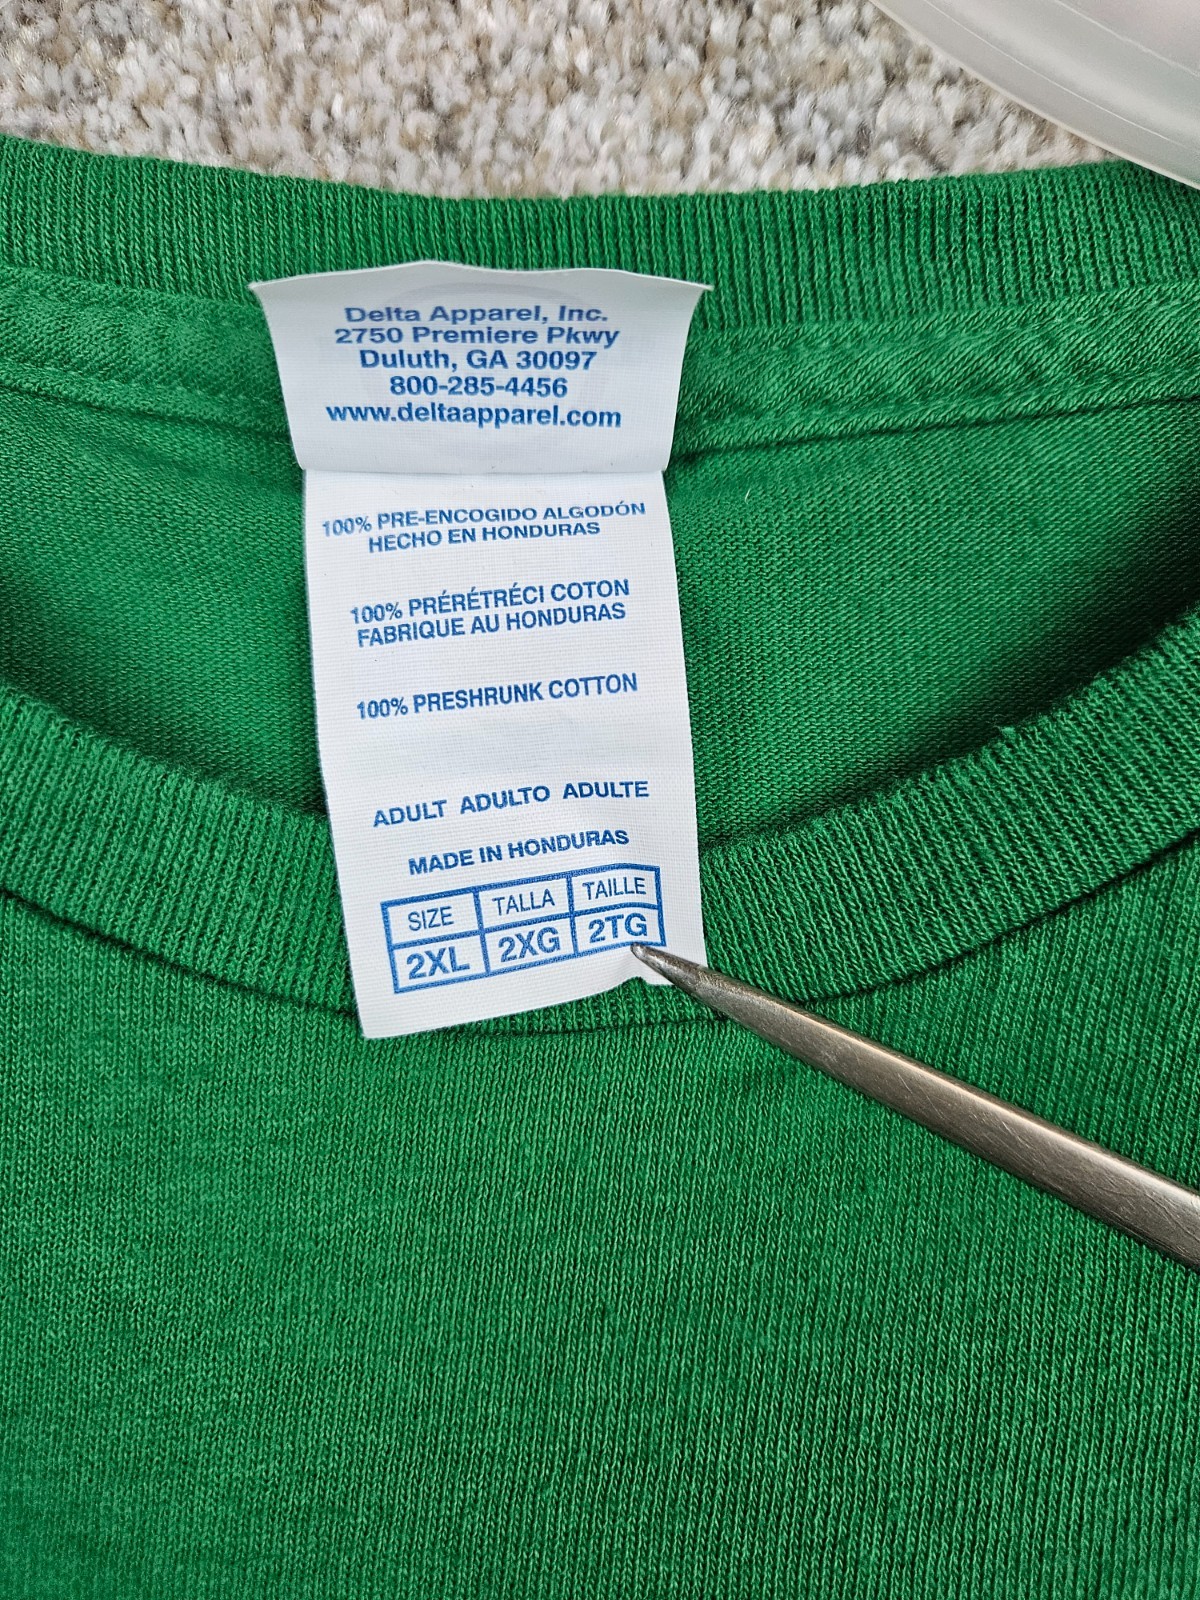 Delta Apparel, Inc.
2750 Premiere Pkwy
Duluth, GA 30097
800-285-4456
www.deltaapparel.com
100% PRE-ENCOGIDO ALGODÓN
HECHO EN HONDURAS
100% PRÉRÉTRÉCI COTON
FABRIQUE AU HONDURAS
100% PRESHRUNK COTTON
ADULT ADULTO ADULTE
MADE IN HONDURAS
SIZE TALLA TAILLE
2XL 2XG 2TG